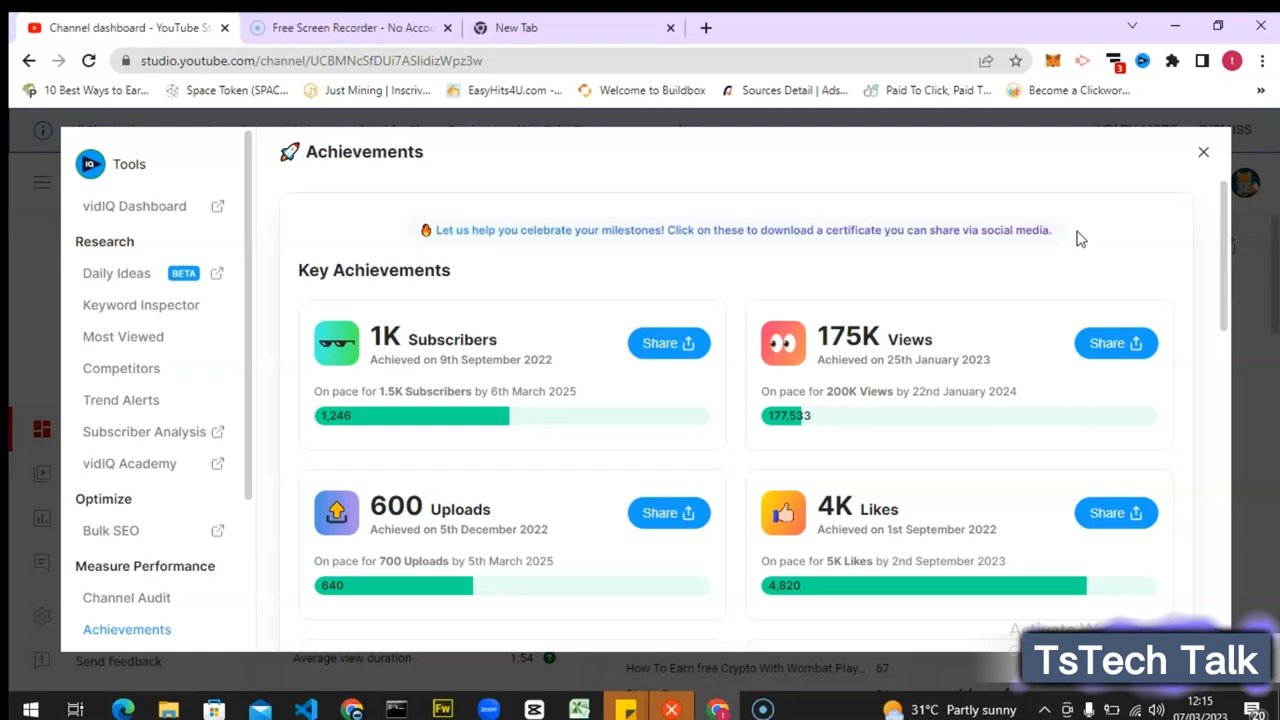 Channel dashboard - YouTube St
Free Screen Recorder - No Accou
New Tab
studio.youtube.com/channel/UCBMNcSfDUi7ASlidizWpz3w
3
t
10 Best Ways to Ear...
Space Token (SPAC...
Just Mining | Inscriv...
EasyHits4U.com -...
Welcome to Buildbox
Sources Detail | Ads...
Paid To Click, Paid T...
Become a Clickwor...
»
IQ
Tools
Achievements
vidIQ Dashboard
Let us help you celebrate your milestones! Click on these to download a certificate you can share via social media.
Research
Key Achievements
Daily Ideas
BETA
Keyword Inspector
Most Viewed
Competitors
Trend Alerts
Subscriber Analysis
vidIQ Academy
Optimize
Bulk SEO
Measure Performance
Channel Audit
Achievements
1K Subscribers
Achieved on 9th September 2022
Share
On pace for 1.5K Subscribers by 6th March 2025
1,246
175K Views
Achieved on 25th January 2023
Share
On pace for 200K Views by 22nd January 2024
177,533
600 Uploads
Achieved on 5th December 2022
Share
On pace for 700 Uploads by 5th March 2025
640
4K Likes
Achieved on 1st September 2022
Share
On pace for 5K Likes by 2nd September 2023
4,820
Send feedback
Average view duration
1:54
How To Earn free Crypto With Wombat Play...
67
TsTech Talk
Fw
zoom
31°C Partly sunny
12:15
07/03/2023
20